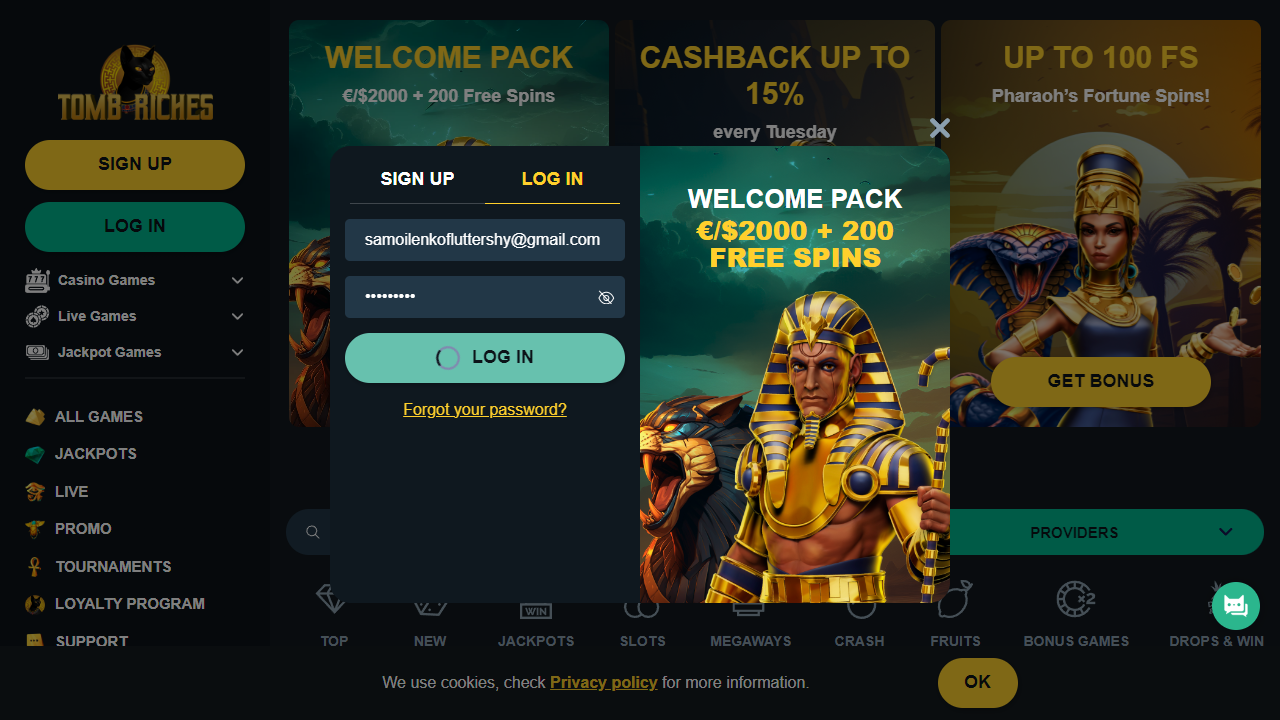 TOMB RICHES
SIGN UP
LOG IN
Casino Games
Live Games
Jackpot Games
ALL GAMES
JACKPOTS
LIVE
PROMO
TOURNAMENTS
LOYALTY PROGRAM
SUPPORT
WELCOME PACK
€/$2000 + 200 Free Spins
CASHBACK UP TO
15%
every Tuesday
UP TO 100 FS
Pharaoh’s Fortune Spins!
GET BONUS
SIGN UP
LOG IN
samoilenkofluttershy@gmail.com
•••••••••
LOG IN
Forgot your password?
WELCOME PACK
€/$2000 + 200
FREE SPINS
PROVIDERS
TOP
NEW
JACKPOTS
SLOTS
MEGAWAYS
CRASH
FRUITS
BONUS GAMES
DROPS & WIN
We use cookies, check Privacy policy for more information.
OK